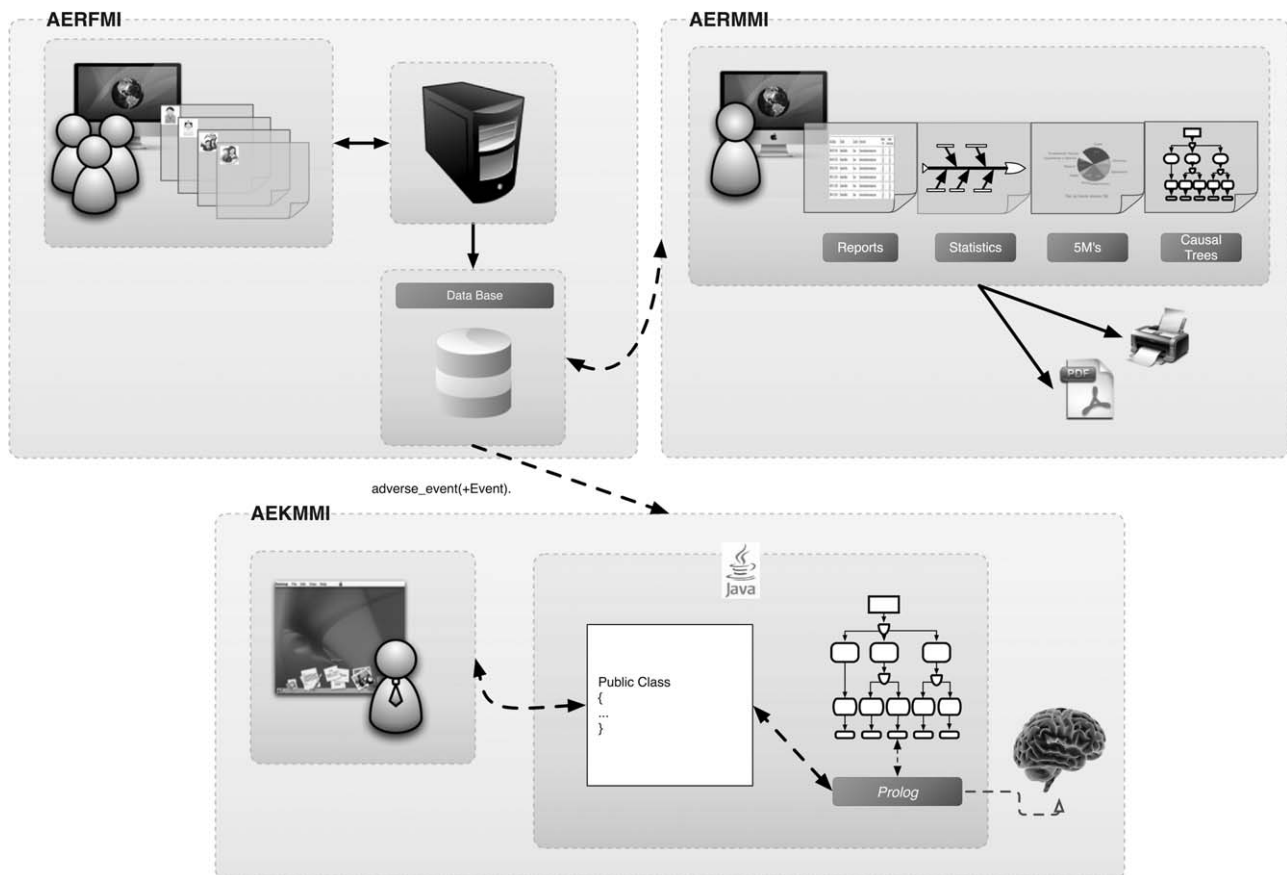 AERFMI
AERMMI
Reports
Statistics
5M's
Causal
Trees
Data Base
PDF
adverse_event(+Event).
AEKMMI
Java
Public Class
{
...
}
Prolog